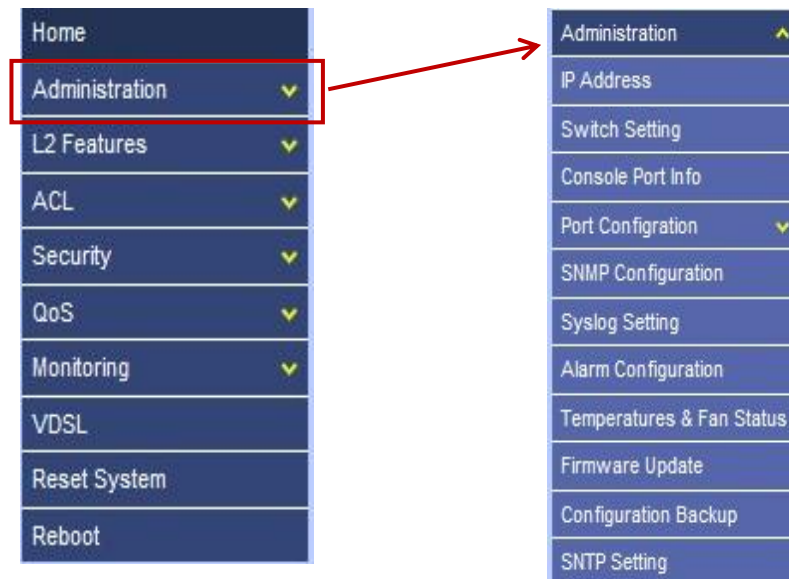 Home
Administration
L2 Features
ACL
Security
QoS
Monitoring
VDSL
Reset System
Reboot
Administration
IP Address
Switch Setting
Console Port Info
Port Configration
SNMP Configuration
Syslog Setting
Alarm Configuration
Temperatures & Fan Status
Firmware Update
Configuration Backup
SNTP Setting